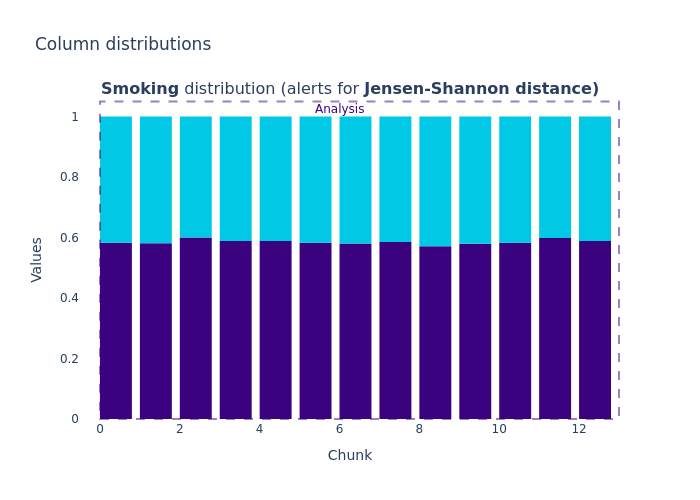 Column distributions
Smoking distribution (alerts for Jensen-Shannon distance)
Analysis
1
0.8
0.6
0.4
0.2
0
Values
0 2 4 6 8 10 12
Chunk